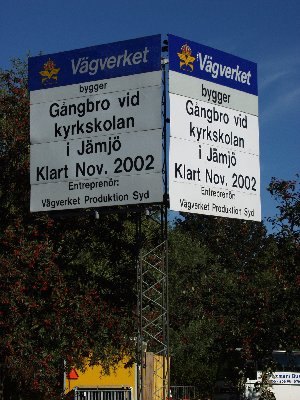 Vägverket
bygger
Gångbro vid
kyrkskolan
i Jämjö
Klart Nov. 2002
Entreprenör:
Vägverket Produktion Syd
Vägverket
bygger
Gångbro vid
kyrkskolan
i Jämjö
Klart Nov. 2002
Entreprenör:
Vägverket Produktion Syd